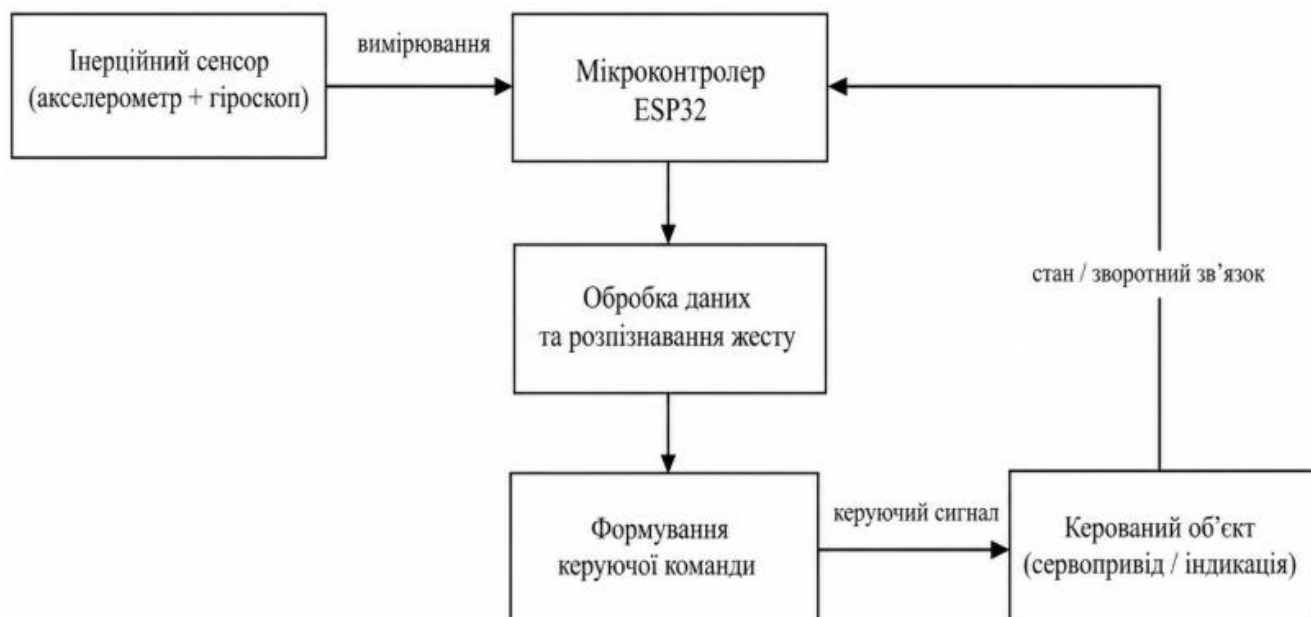 Інерційний сенсор
(акселерометр + гіроскоп)
вимірювання
Мікроконтролер
ESP32
Обробка даних
та розпізнавання жесту
стан / зворотний зв’язок
Формування
керуючої команди
керуючий сигнал
Керований об’єкт
(сервопривід / індикація)